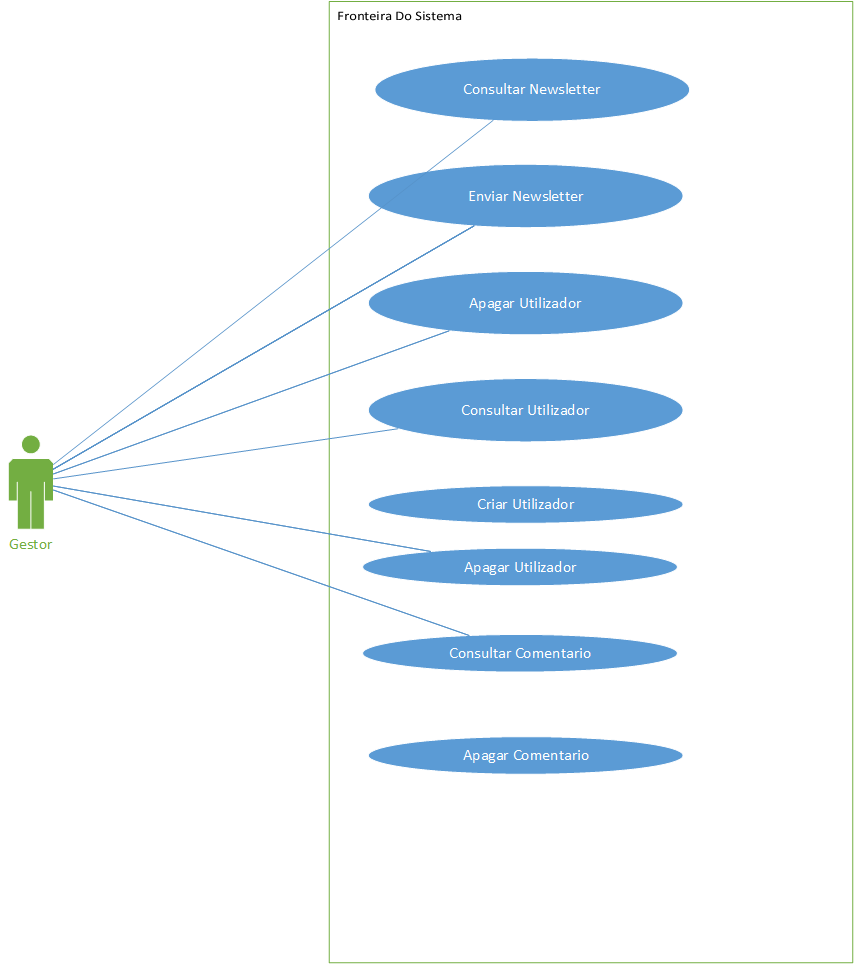 Fronteira Do Sistema
Consultar Newsletter
Enviar Newsletter
Apagar Utilizador
Consultar Utilizador
Criar Utilizador
Gestor
Apagar Utilizador
Consultar Comentario
Apagar Comentario